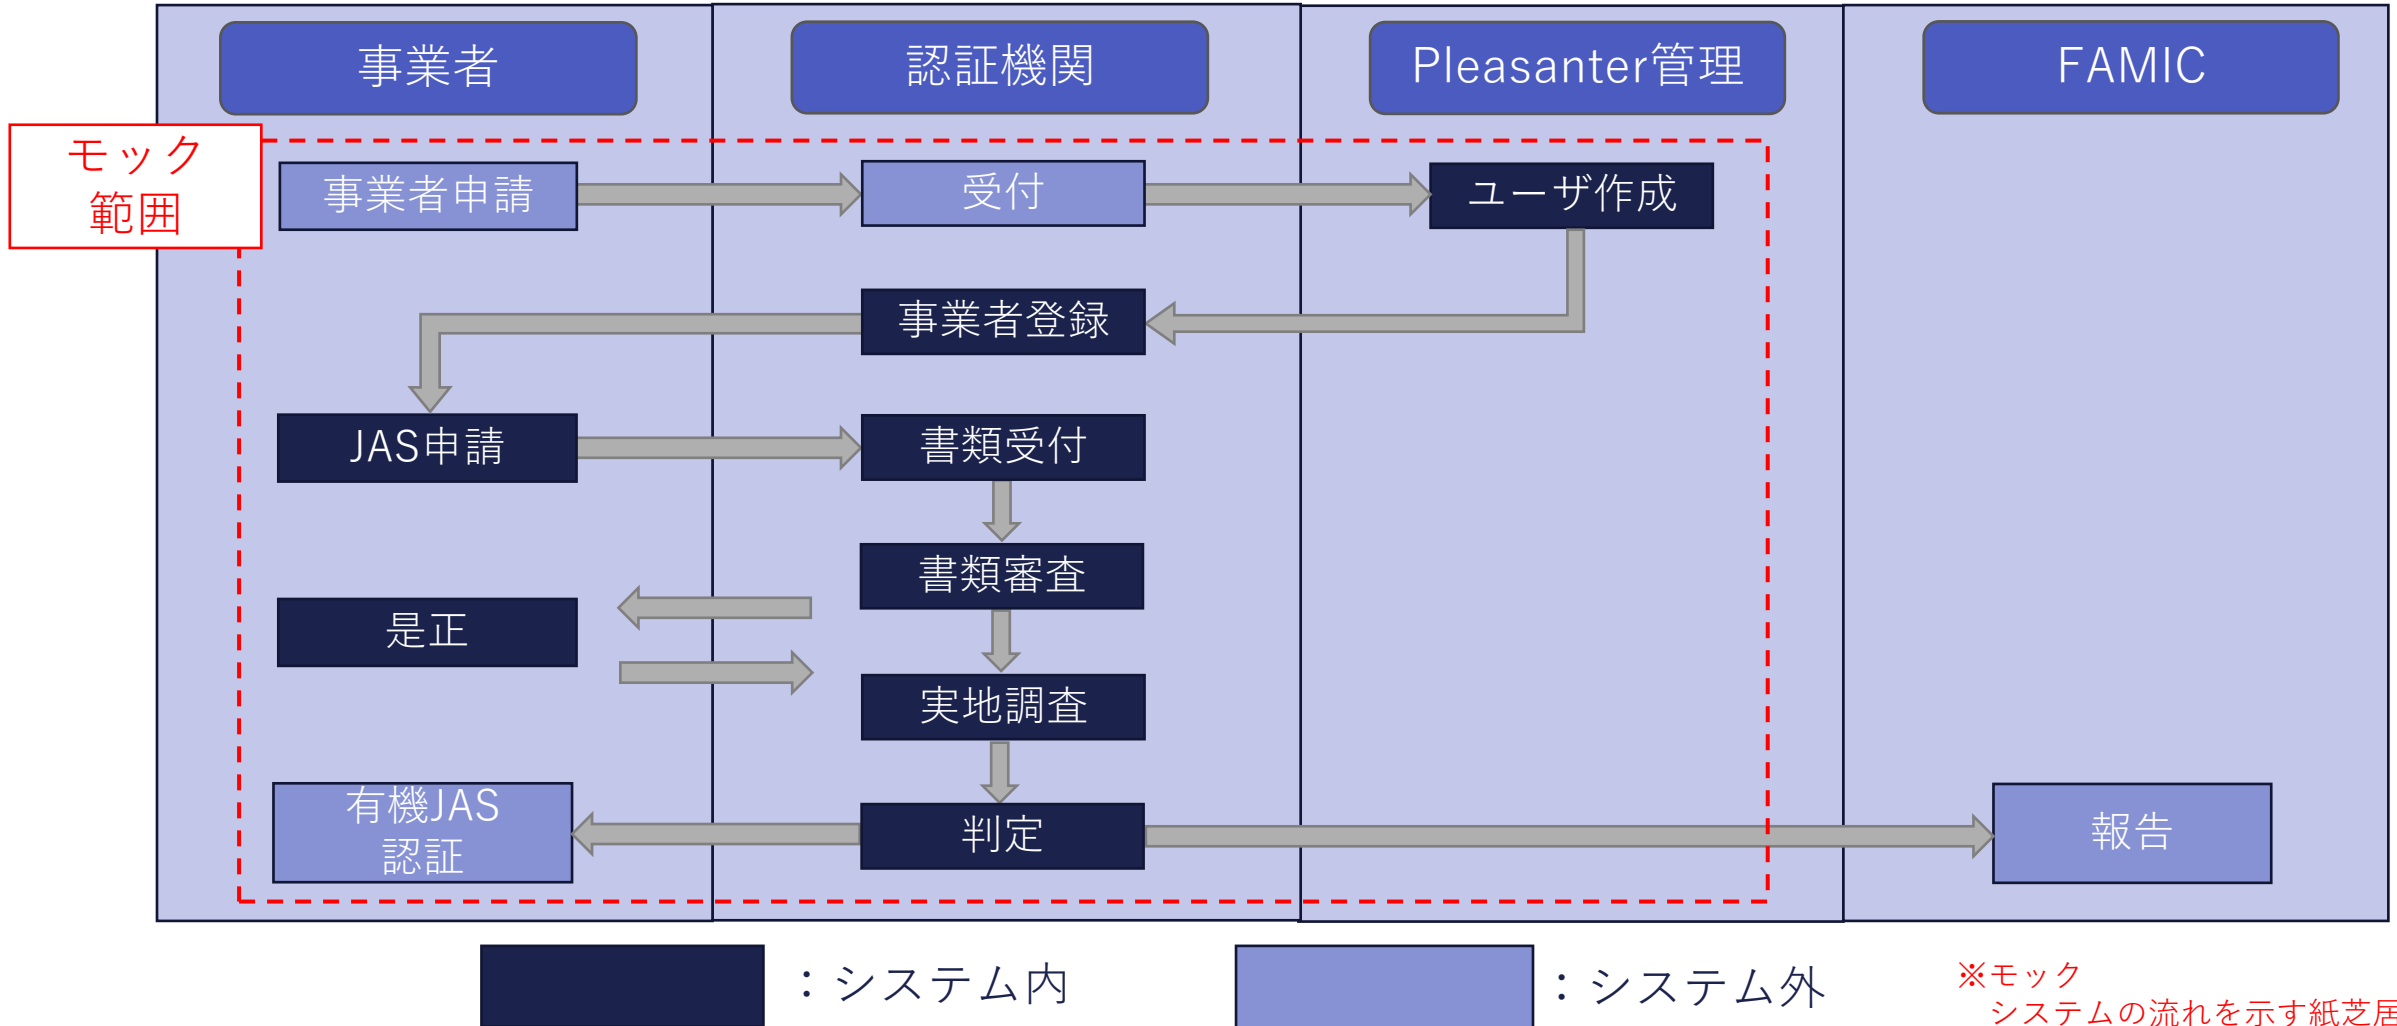 事業者
認証機関
Pleasanter管理
FAMIC
モック
範囲
事業者申請
受付
ユーザ作成
事業者登録
JAS申請
書類受付
書類審査
是正
実地調査
有機JAS
認証
判定
報告
：システム内
：システム外
※モック
システムの流れを示す紙芝居